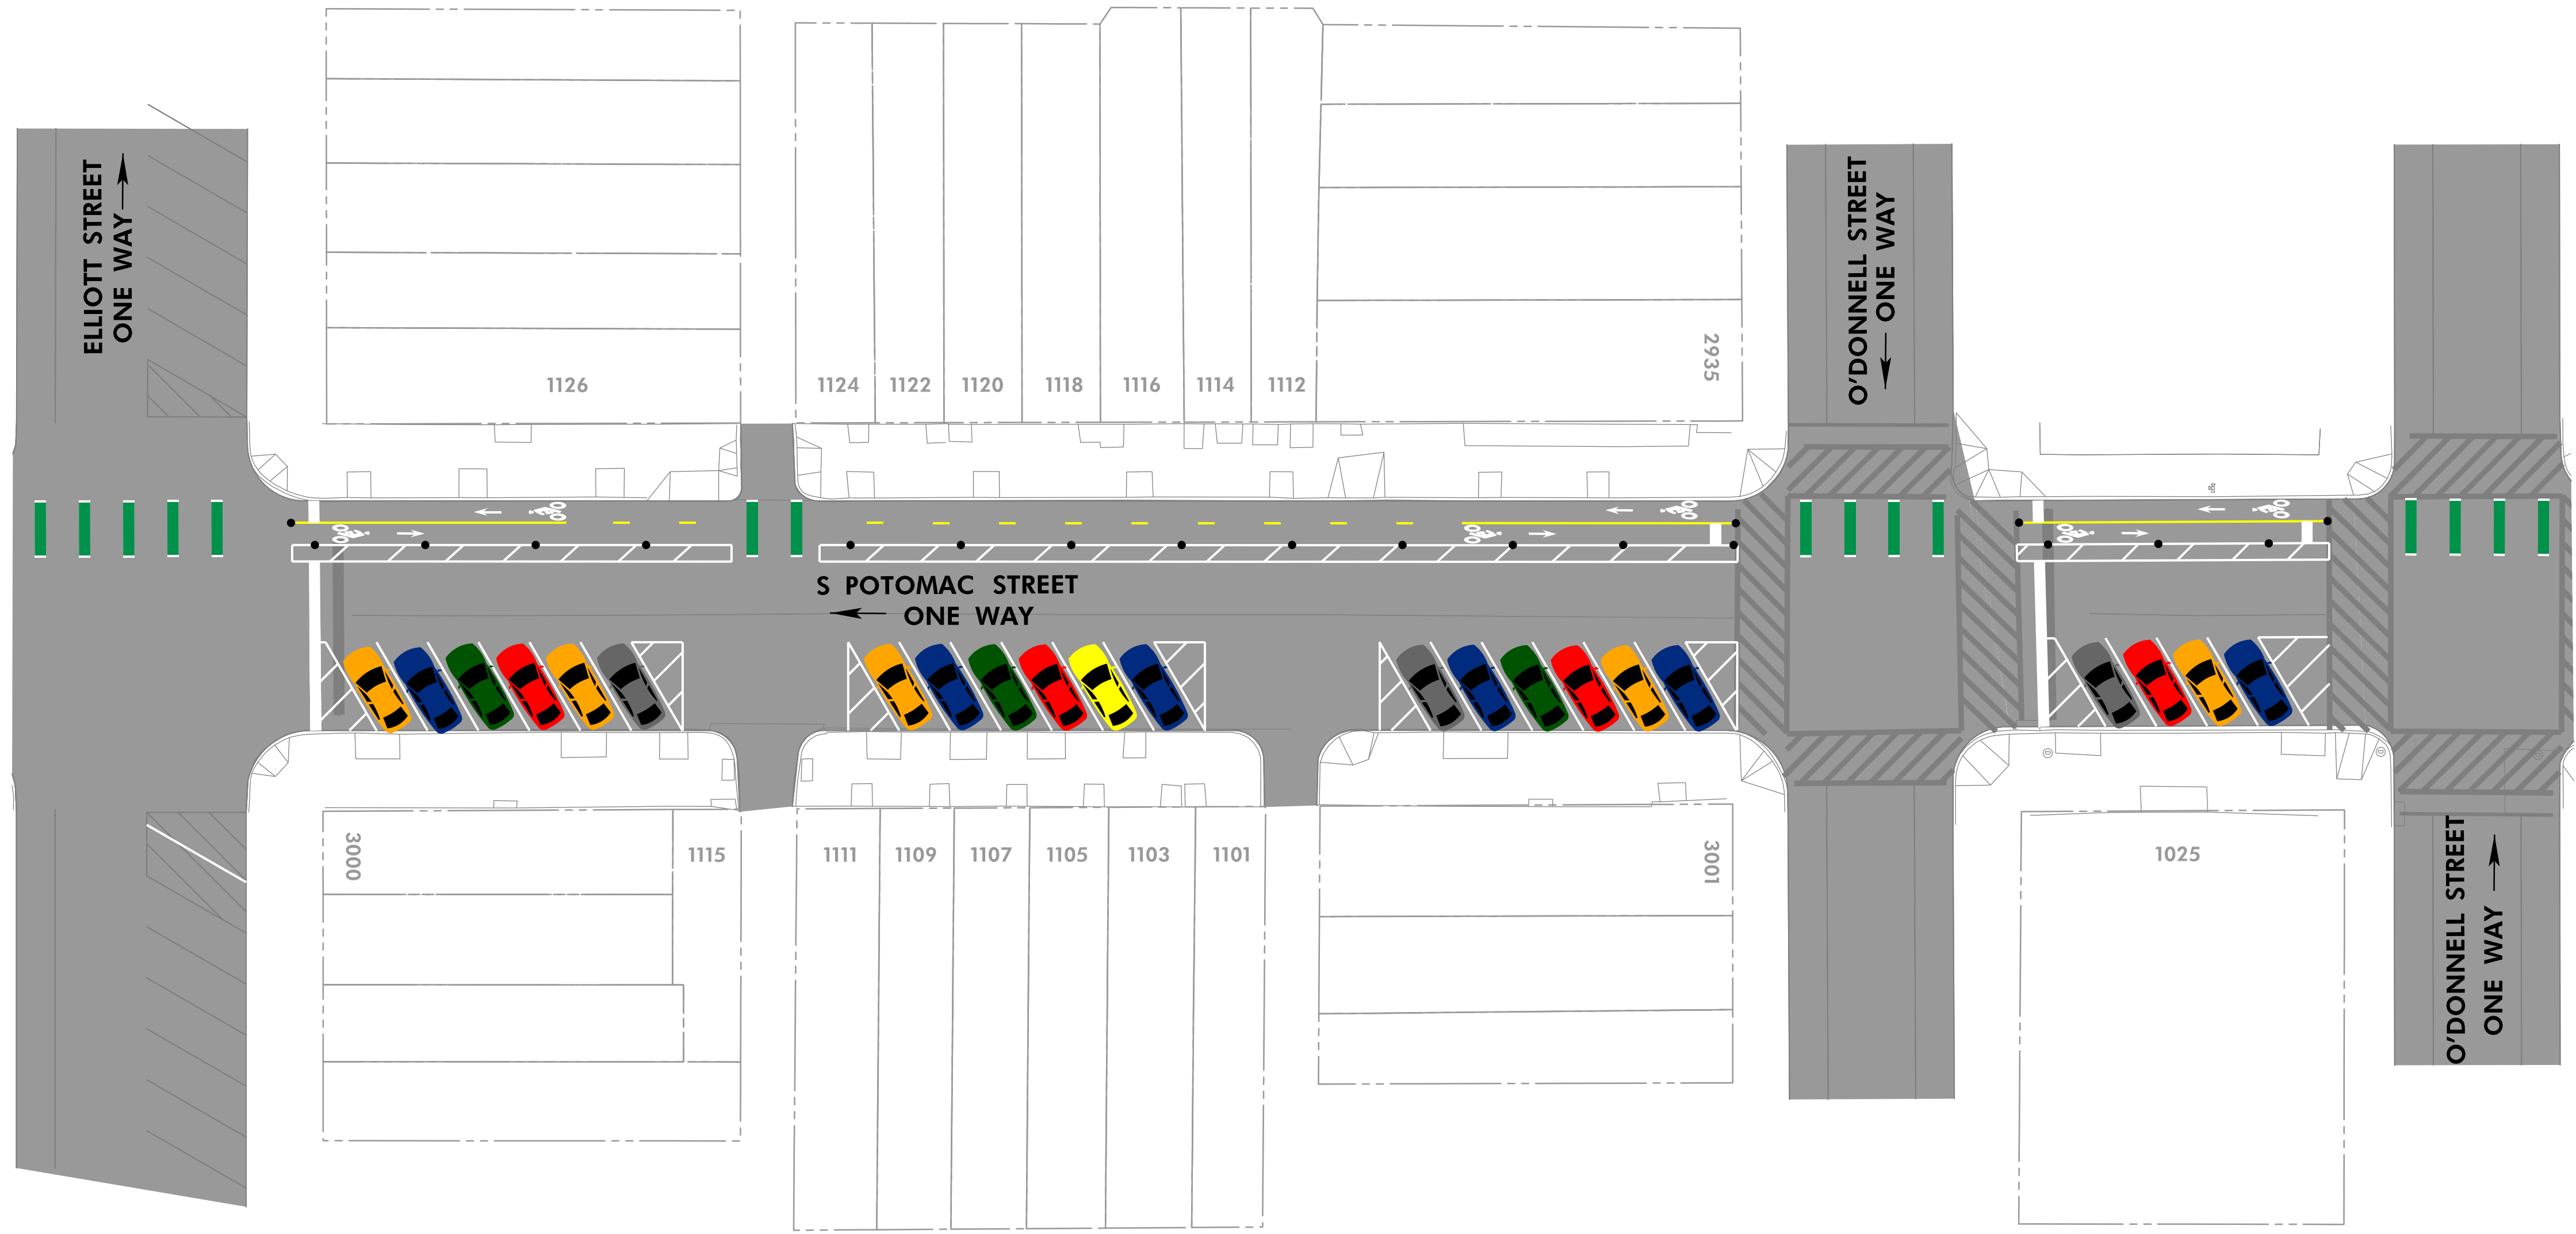 ELLIOTT STREET
ONE WAY
O'DONNELL STREET
ONE WAY
2935
1126
1124
1122
1120
1118
1116
1114
1112
S POTOMAC STREET
ONE WAY
3000
1115
1111
1109
1107
1105
1103
1101
3001
1025
O'DONNELL STREET
ONE WAY